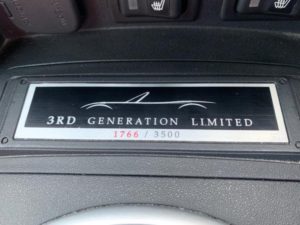 3RD GENERATION LIMITED
1766 / 3500